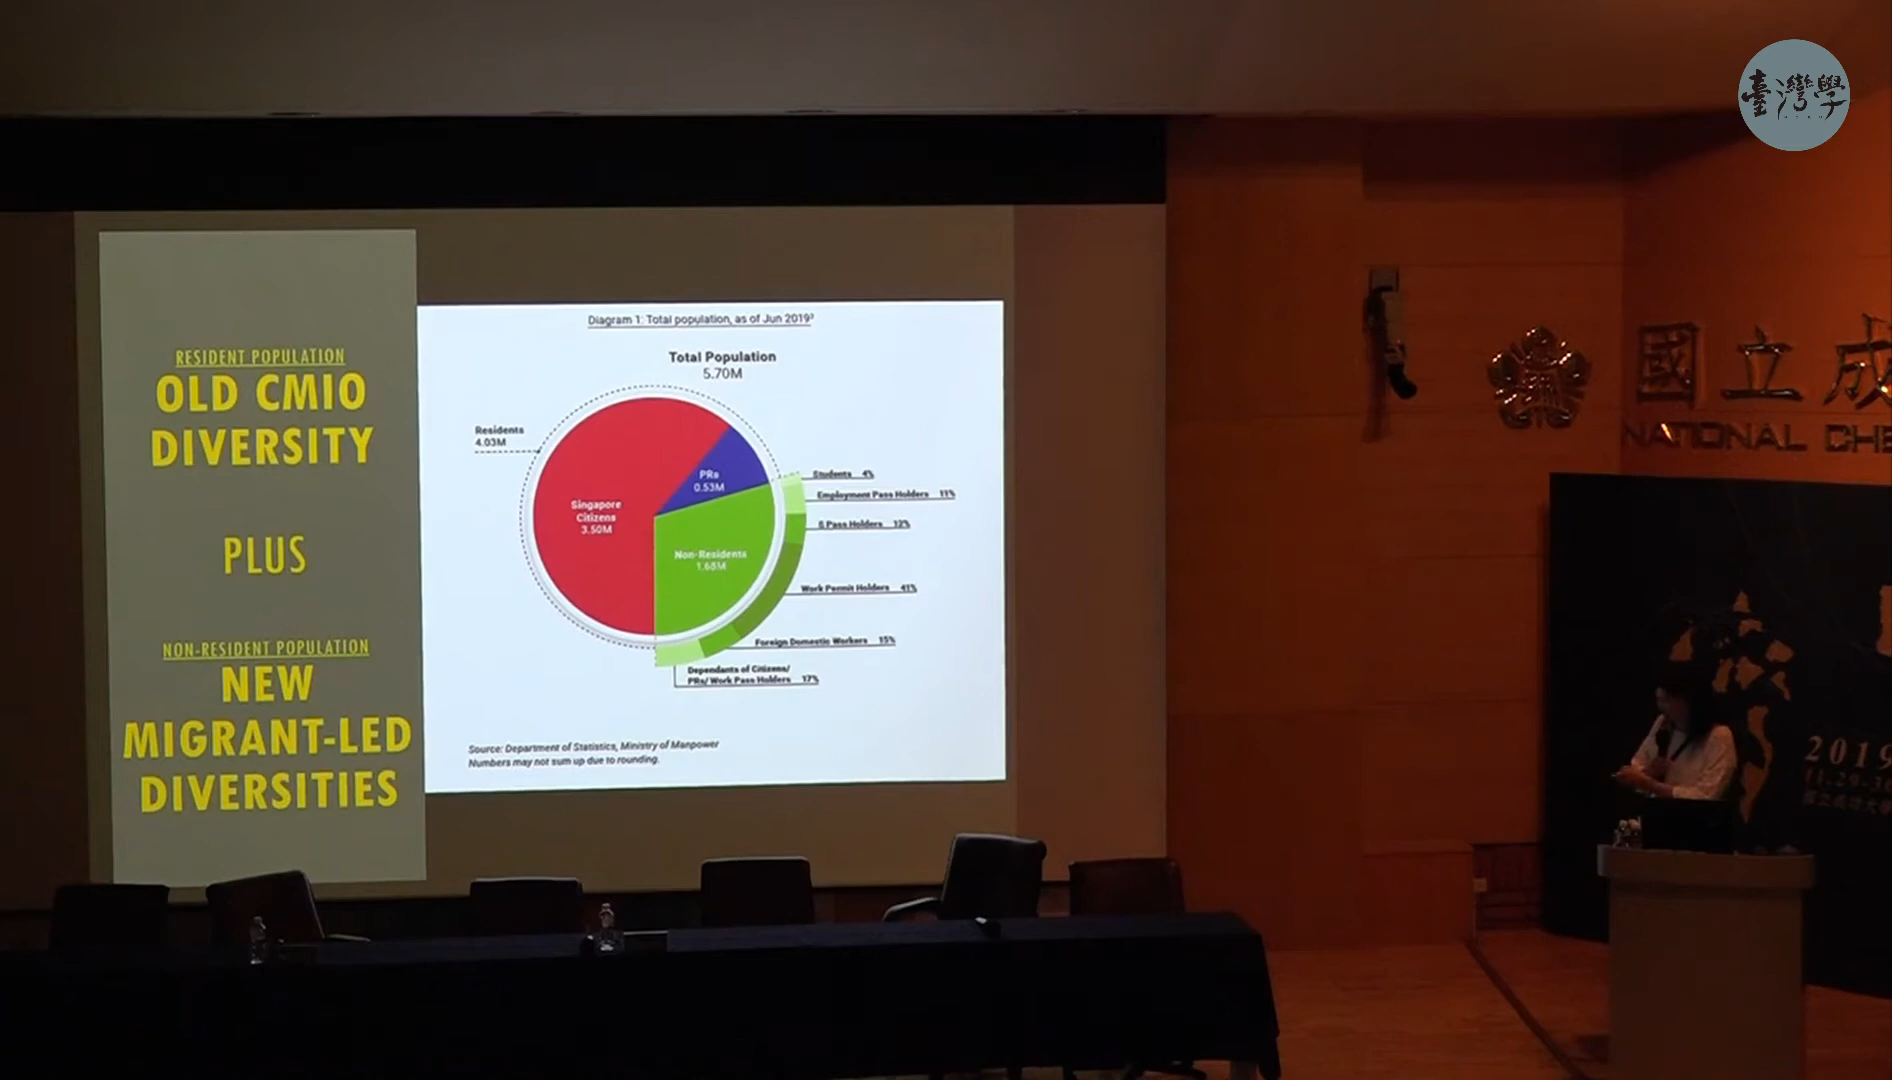 臺灣學
RESIDENT POPULATION
OLD CMIO
DIVERSITY
PLUS
NON-RESIDENT POPULATION
NEW
MIGRANT-LED
DIVERSITIES
Diagram 1: Total population, as of Jun 2019³
Total Population
5.70M
Residents
4.03M
PRs
0.53M
Singapore
Citizens
3.50M
Non-Residents
1.68M
Students 4%
Employment Pass Holders 11%
S Pass Holders 12%
Work Permit Holders 41%
Foreign Domestic Workers 15%
Dependants of Citizens/
PRs/Work Pass Holders 17%
Source: Department of Statistics, Ministry of Manpower
Numbers may not sum up due to rounding.
國立成
NATIONAL CHE
2019
11.29-30